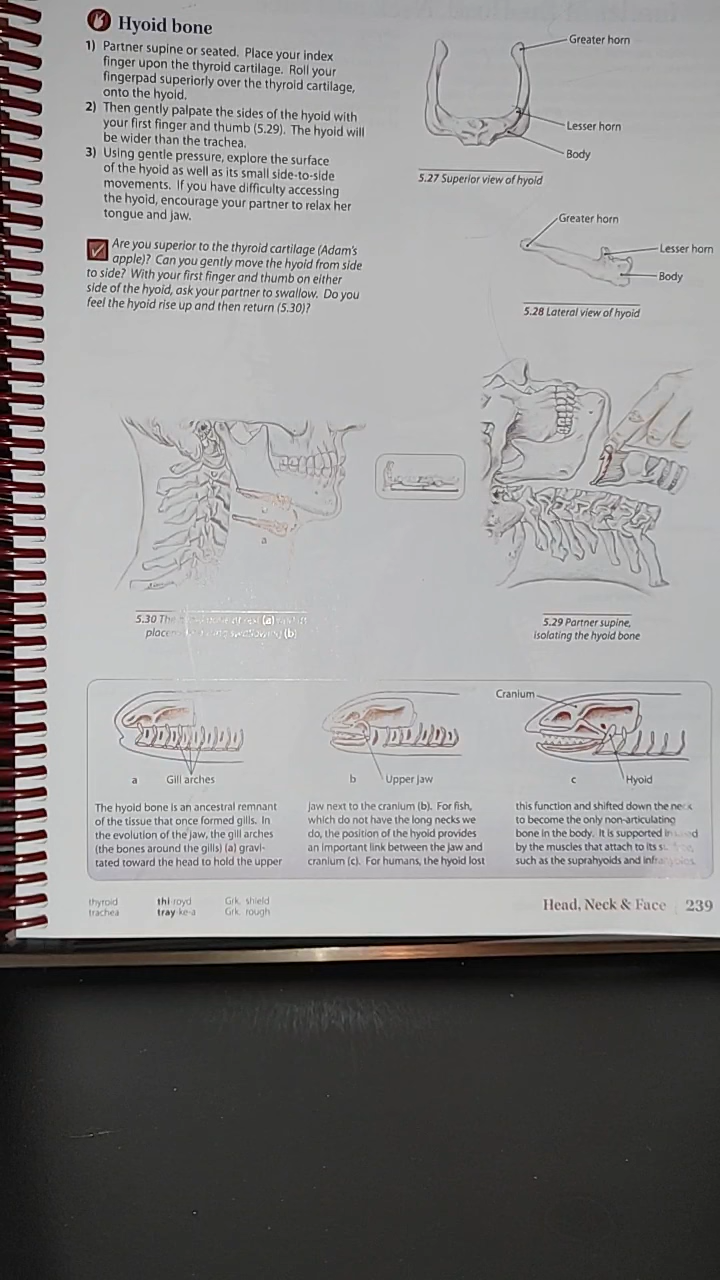 Hyoid bone
1) Partner supine or seated. Place your index
finger upon the thyroid cartilage. Roll your
fingerpad superiorly over the thyroid cartilage,
onto the hyoid.
2) Then gently palpate the sides of the hyoid with
your first finger and thumb (5.29). The hyoid will
be wider than the trachea.
3) Using gentle pressure, explore the surface
of the hyoid as well as its small side-to-side
movements. If you have difficulty accessing
the hyoid, encourage your partner to relax her
tongue and jaw.
Are you superior to the thyroid cartilage (Adam's
apple)? Can you gently move the hyoid from side
to side? With your first finger and thumb on either
side of the hyoid, ask your partner to swallow. Do you
feel the hyoid rise up and then return (5.30)?
Greater horn
Lesser horn
Body
5.27 Superior view of hyoid
Greater horn
Lesser horn
Body
5.28 Lateral view of hyoid
a
5.30 The (a)
(b)
5.29 Partner supine,
isolating the hyoid bone
a Gill arches
b Upper jaw
Cranium
c Hyoid
The hyoid bone is an ancestral remnant
of the tissue that once formed gills. In
the evolution of the jaw, the gill arches
(the bones around the gills) (a) gravi-
tated toward the head to hold the upper
jaw next to the cranium (b). For fish,
which do not have the long necks we
do, the position of the hyoid provides
an important link between the jaw and
cranium (c). For humans, the hyoid lost
this function and shifted down the neck
to become the only non-articulating
bone in the body. It is supported
by the muscles that attach to its
such as the suprahyoids and
thyroid thi-royd Grk. shield
trachea tray-ke-a Grk. rough
Head, Neck & Face 239